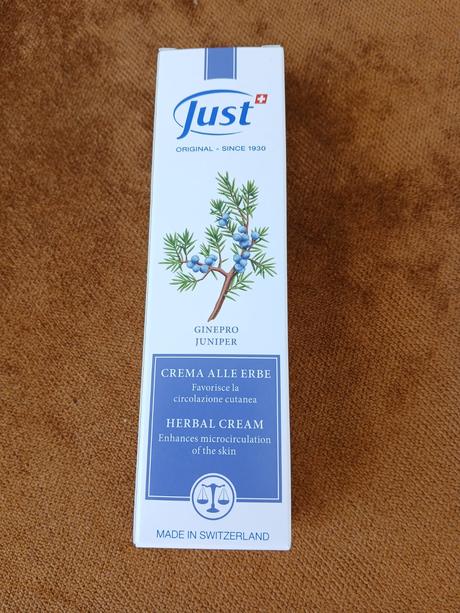 Just
ORIGINAL - SINCE 1930
GINEPRO
JUNIPER
CREMA ALLE ERBE
Favorisce la
circolazione cutanea
HERBAL CREAM
Enhances microcirculation
of the skin
MADE IN SWITZERLAND